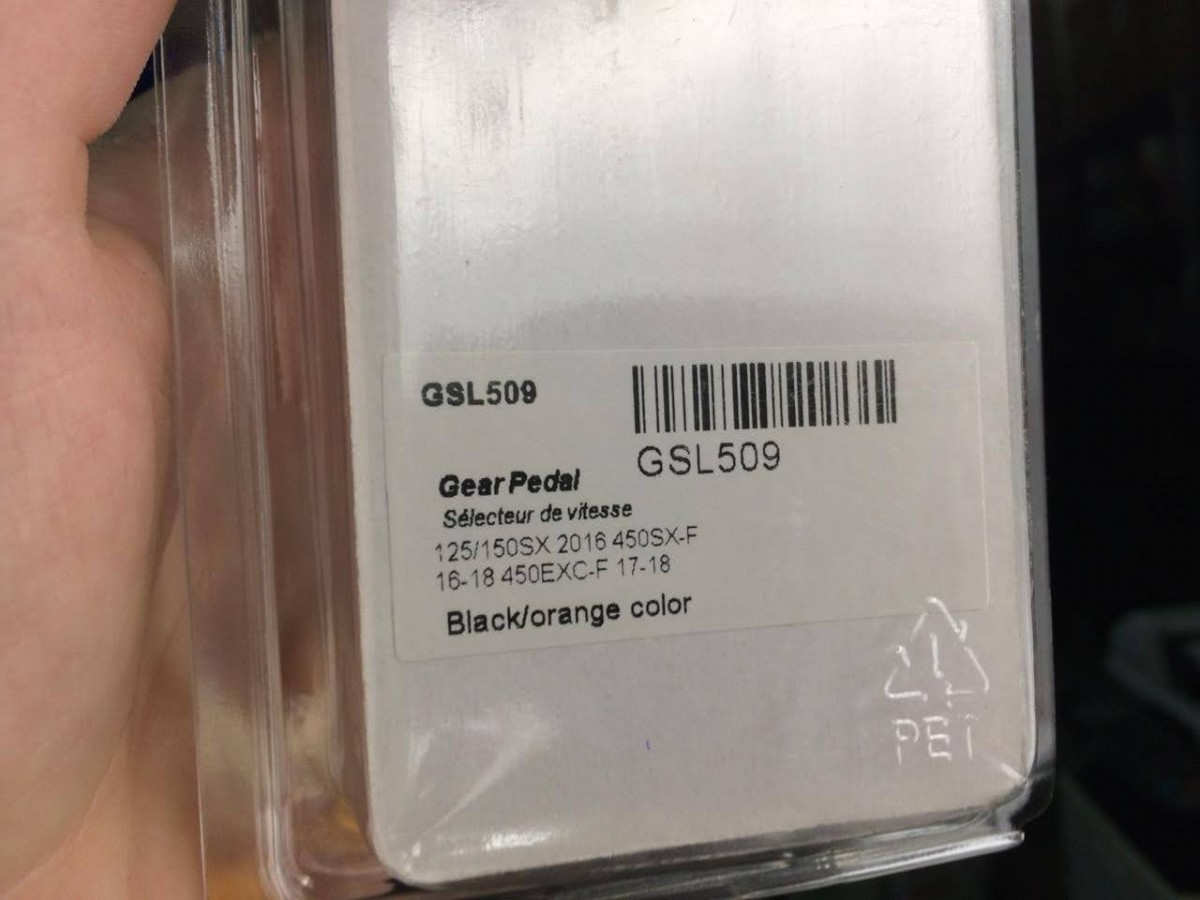 GSL509
GSL509
Gear Pedal
Sélecteur de vitesse
125/150SX 2016 450SX-F
16-18 450EXC-F 17-18
Black/orange color
1
PET